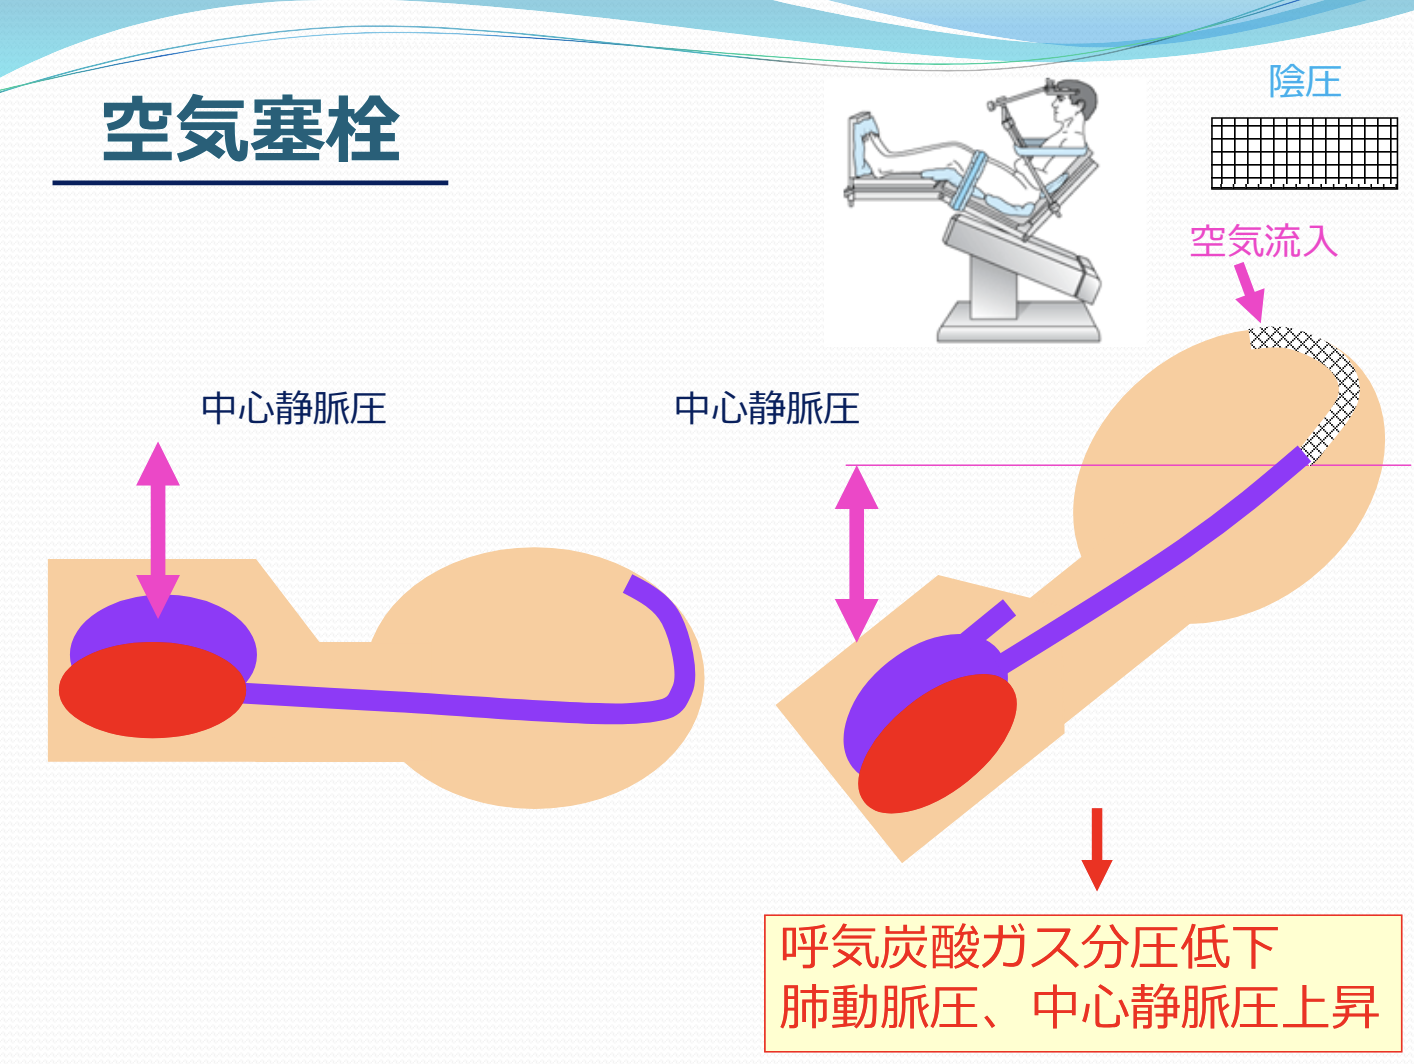 空気塞栓
陰圧
空気流入
中心静脈圧
中心静脈圧
呼気炭酸ガス分圧低下
肺動脈圧、中心静脈圧上昇